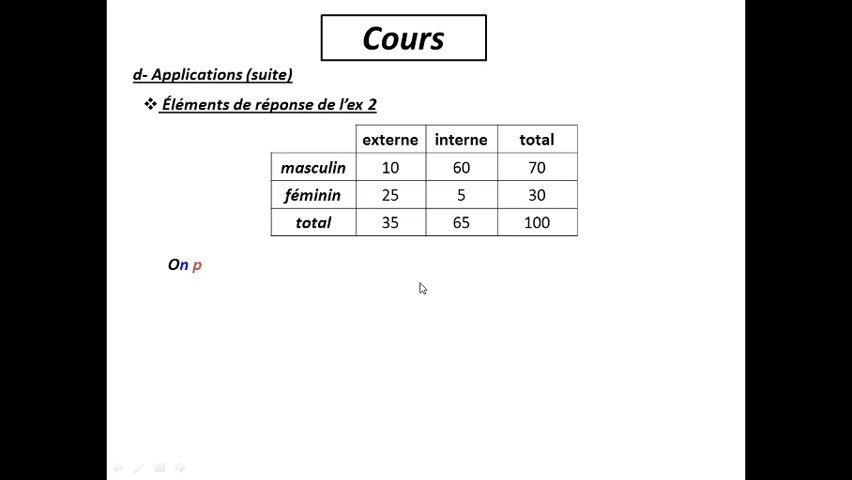 Cours
d- Applications (suite)
❖ Éléments de réponse de l'ex 2
externe interne total
masculin 10 60 70
féminin 25 5 30
total 35 65 100
On p